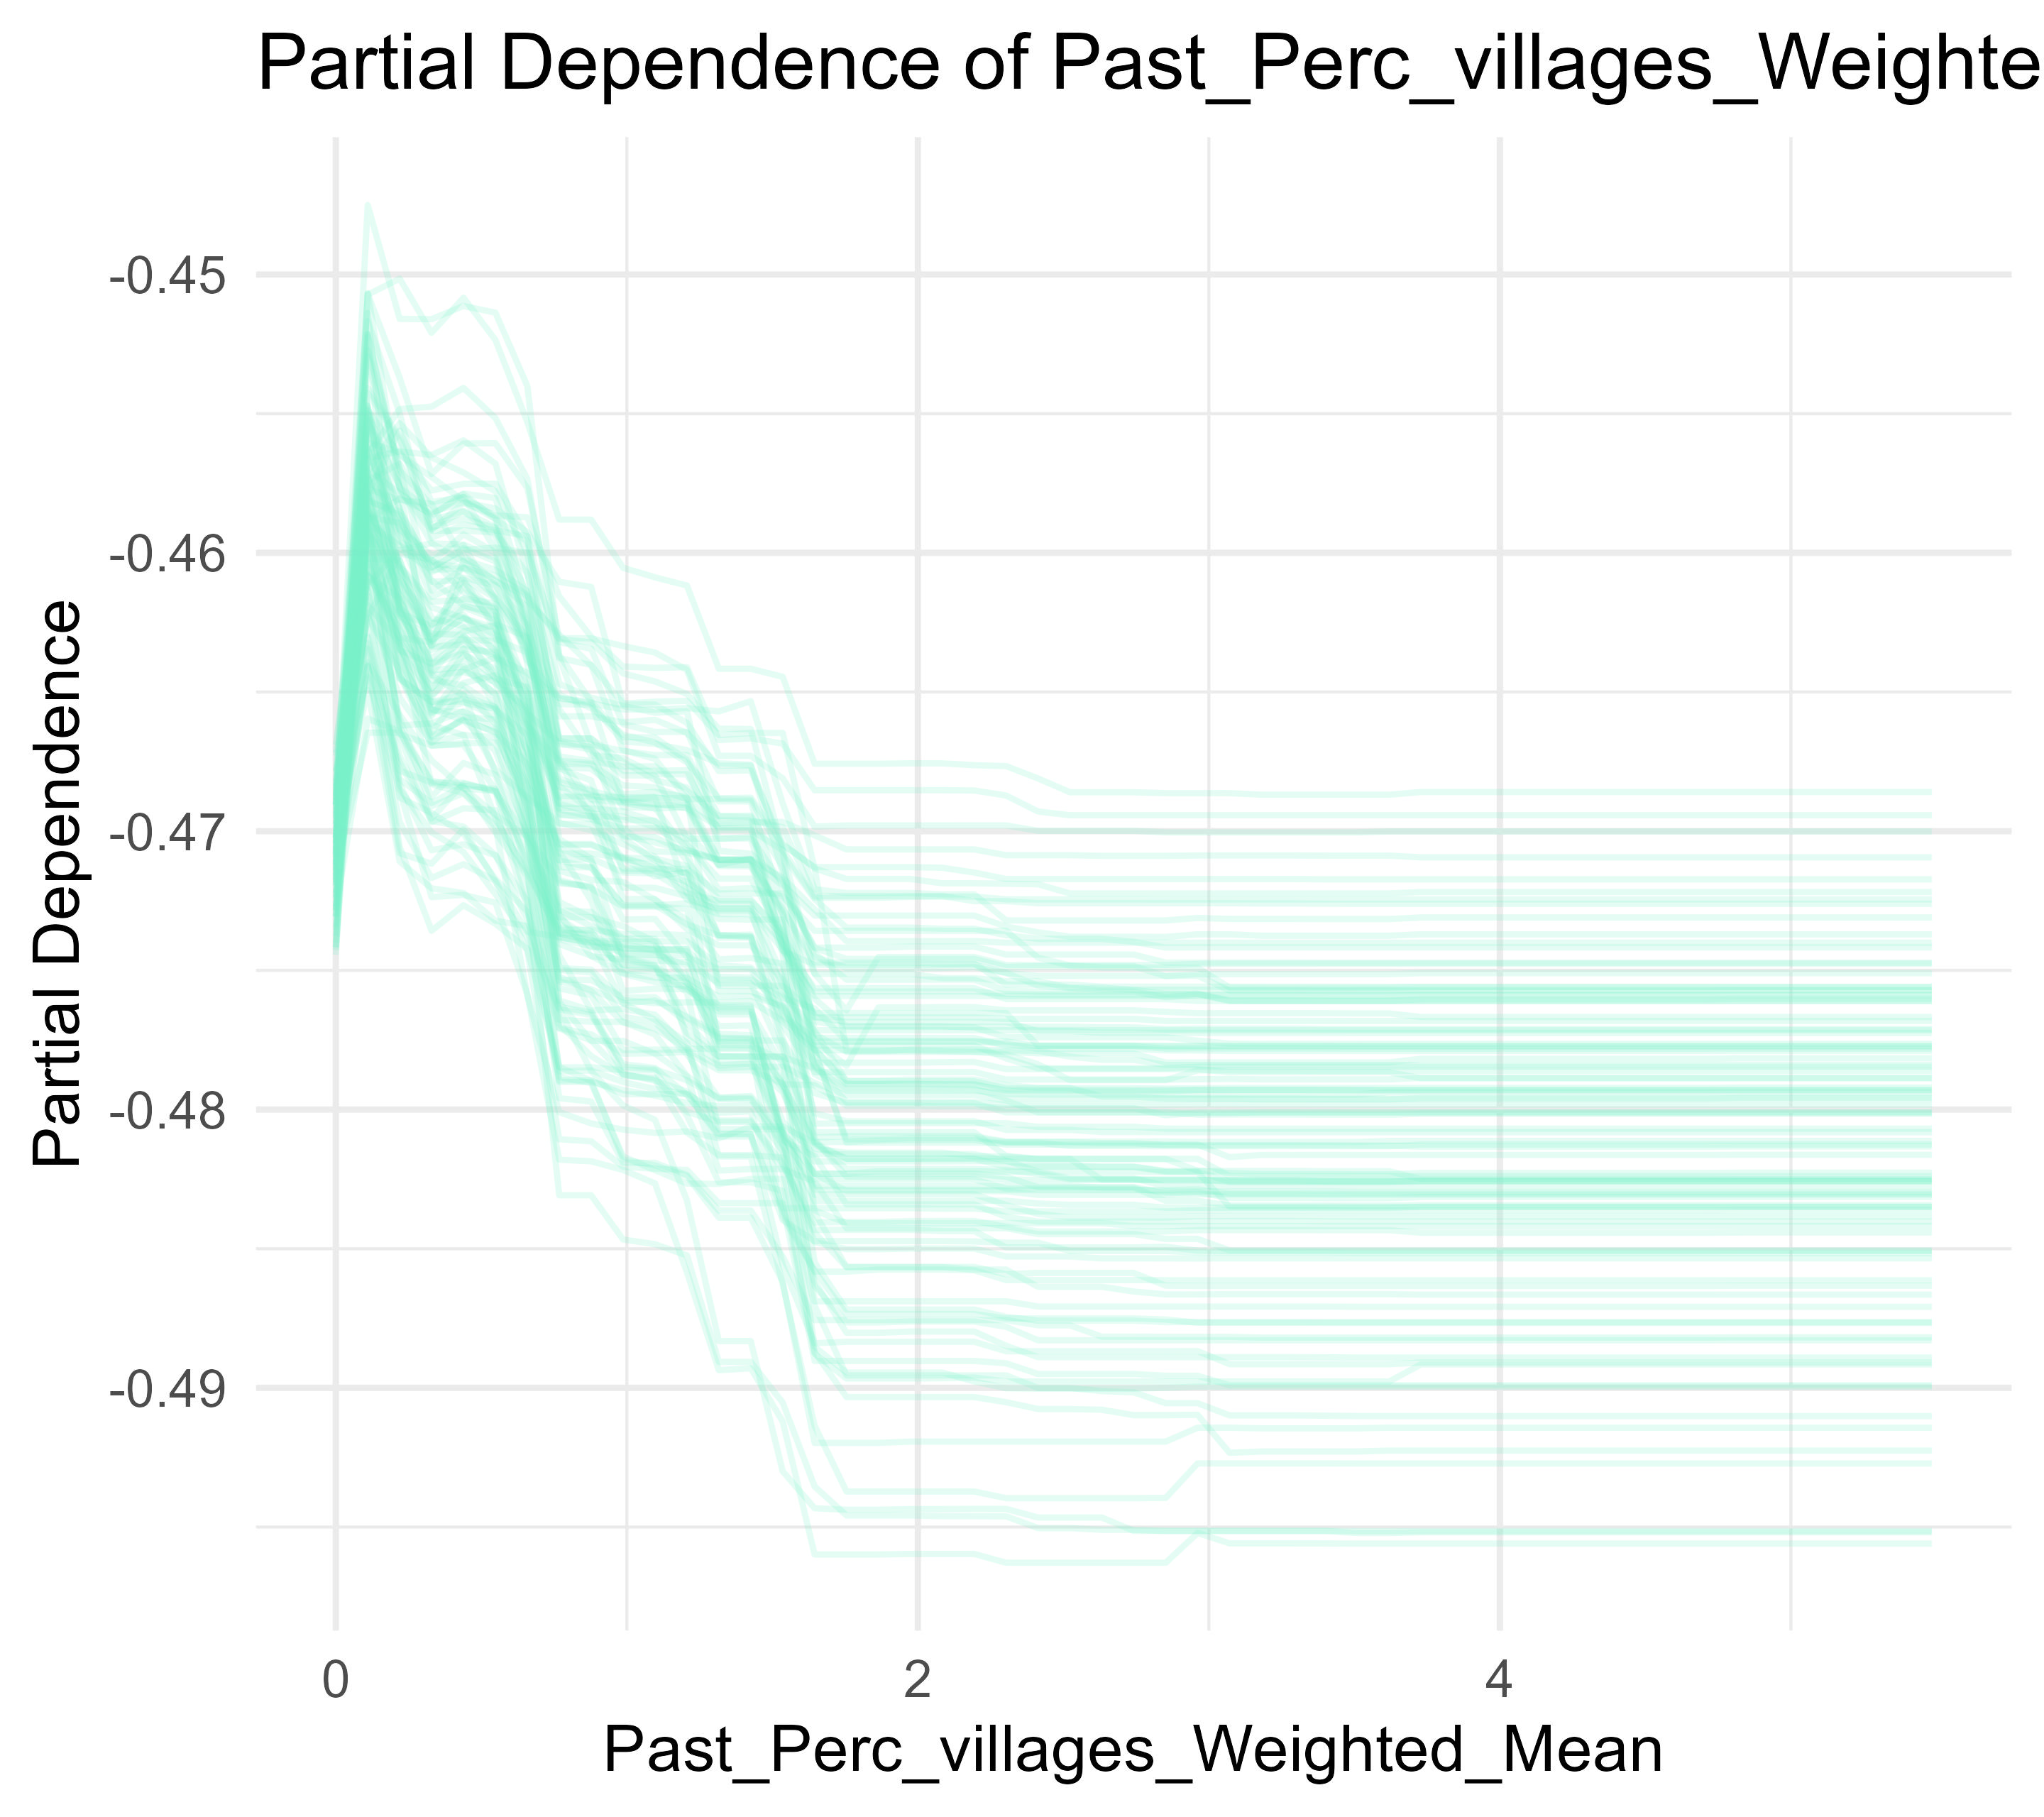 Partial Dependence of Past_Perc_villages_Weighte
Partial Dependence
-0.45
-0.46
-0.47
-0.48
-0.49
0
2
4
Past_Perc_villages_Weighted_Mean